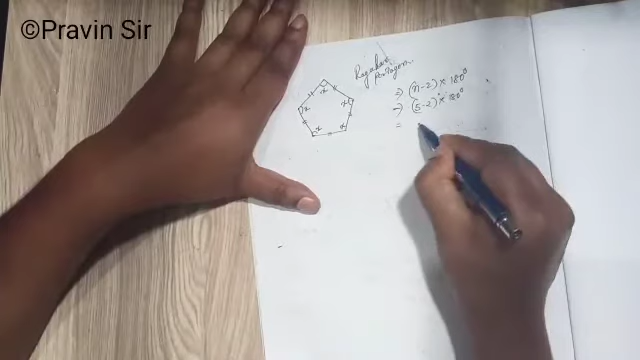 ©Pravin Sir
Regular
Pentagon.
x
x
x
x
x
=> (n-2) × 180°
→ (5-2) × 180°
=